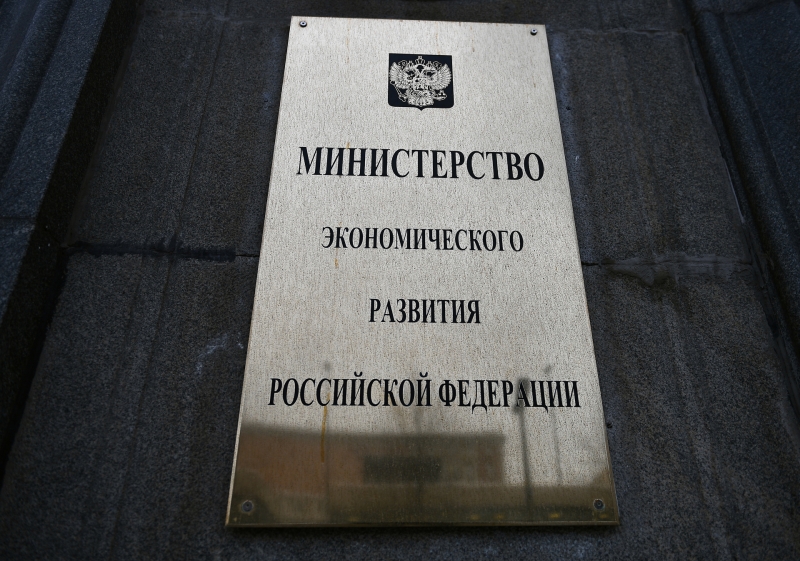 МИНИСТЕРСТВО
ЭКОНОМИЧЕСКОГО
РАЗВИТИЯ
РОССИЙСКОЙ ФЕДЕРАЦИИ